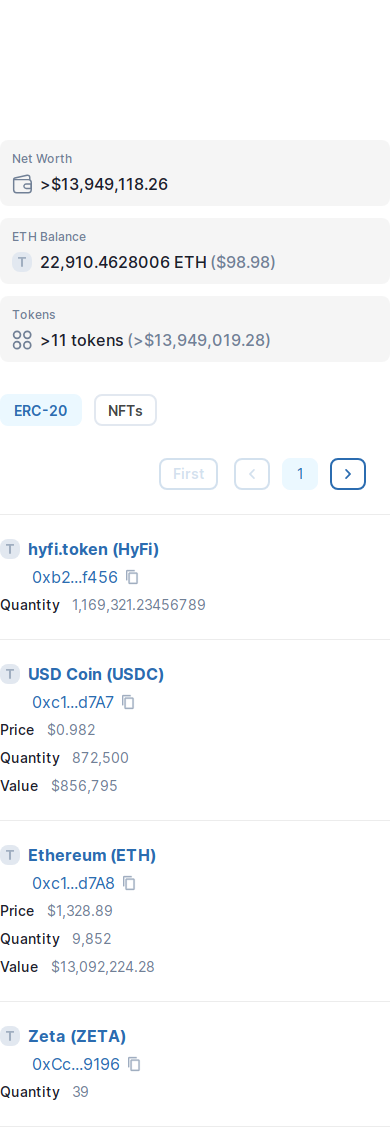 Net Worth
>$13,949,118.26
ETH Balance
T 22,910.4628006 ETH ($98.98)
Tokens
>11 tokens (>$13,949,019.28)
ERC-20 NFTs
First 1
T hyfi.token (HyFi)
0xb2...f456
Quantity 1,169,321.23456789
T USD Coin (USDC)
0xc1...d7A7
Price $0.982
Quantity 872,500
Value $856,795
T Ethereum (ETH)
0xc1...d7A8
Price $1,328.89
Quantity 9,852
Value $13,092,224.28
T Zeta (ZETA)
0xCc...9196
Quantity 39